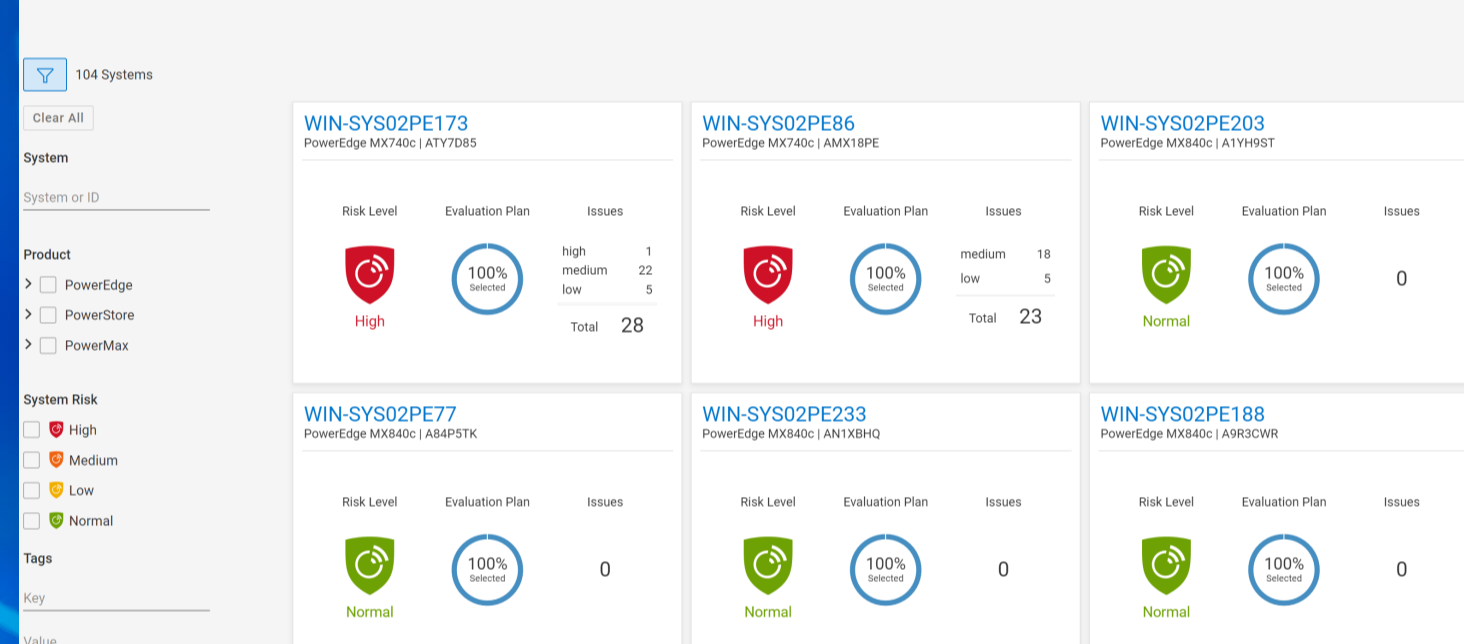 104 Systems
Clear All
System
System or ID
Product
PowerEdge
PowerStore
PowerMax
System Risk
High
Medium
Low
Normal
Tags
Key
Value
WIN-SYS02PE173
PowerEdge MX740c | ATY7D85
Risk Level Evaluation Plan Issues
High
100%
Selected
high 1
medium 22
low 5
Total 28
WIN-SYS02PE86
PowerEdge MX740c | AMX18PE
Risk Level Evaluation Plan Issues
High
100%
Selected
medium 18
low 5
Total 23
WIN-SYS02PE203
PowerEdge MX840c | A1YH9ST
Risk Level Evaluation Plan Issues
Normal
100%
Selected
0
WIN-SYS02PE77
PowerEdge MX840c | A84P5TK
Risk Level Evaluation Plan Issues
Normal
100%
Selected
0
WIN-SYS02PE233
PowerEdge MX840c | AN1XBHQ
Risk Level Evaluation Plan Issues
Normal
100%
Selected
0
WIN-SYS02PE188
PowerEdge MX840c | A9R3CWR
Risk Level Evaluation Plan Issues
Normal
100%
Selected
0